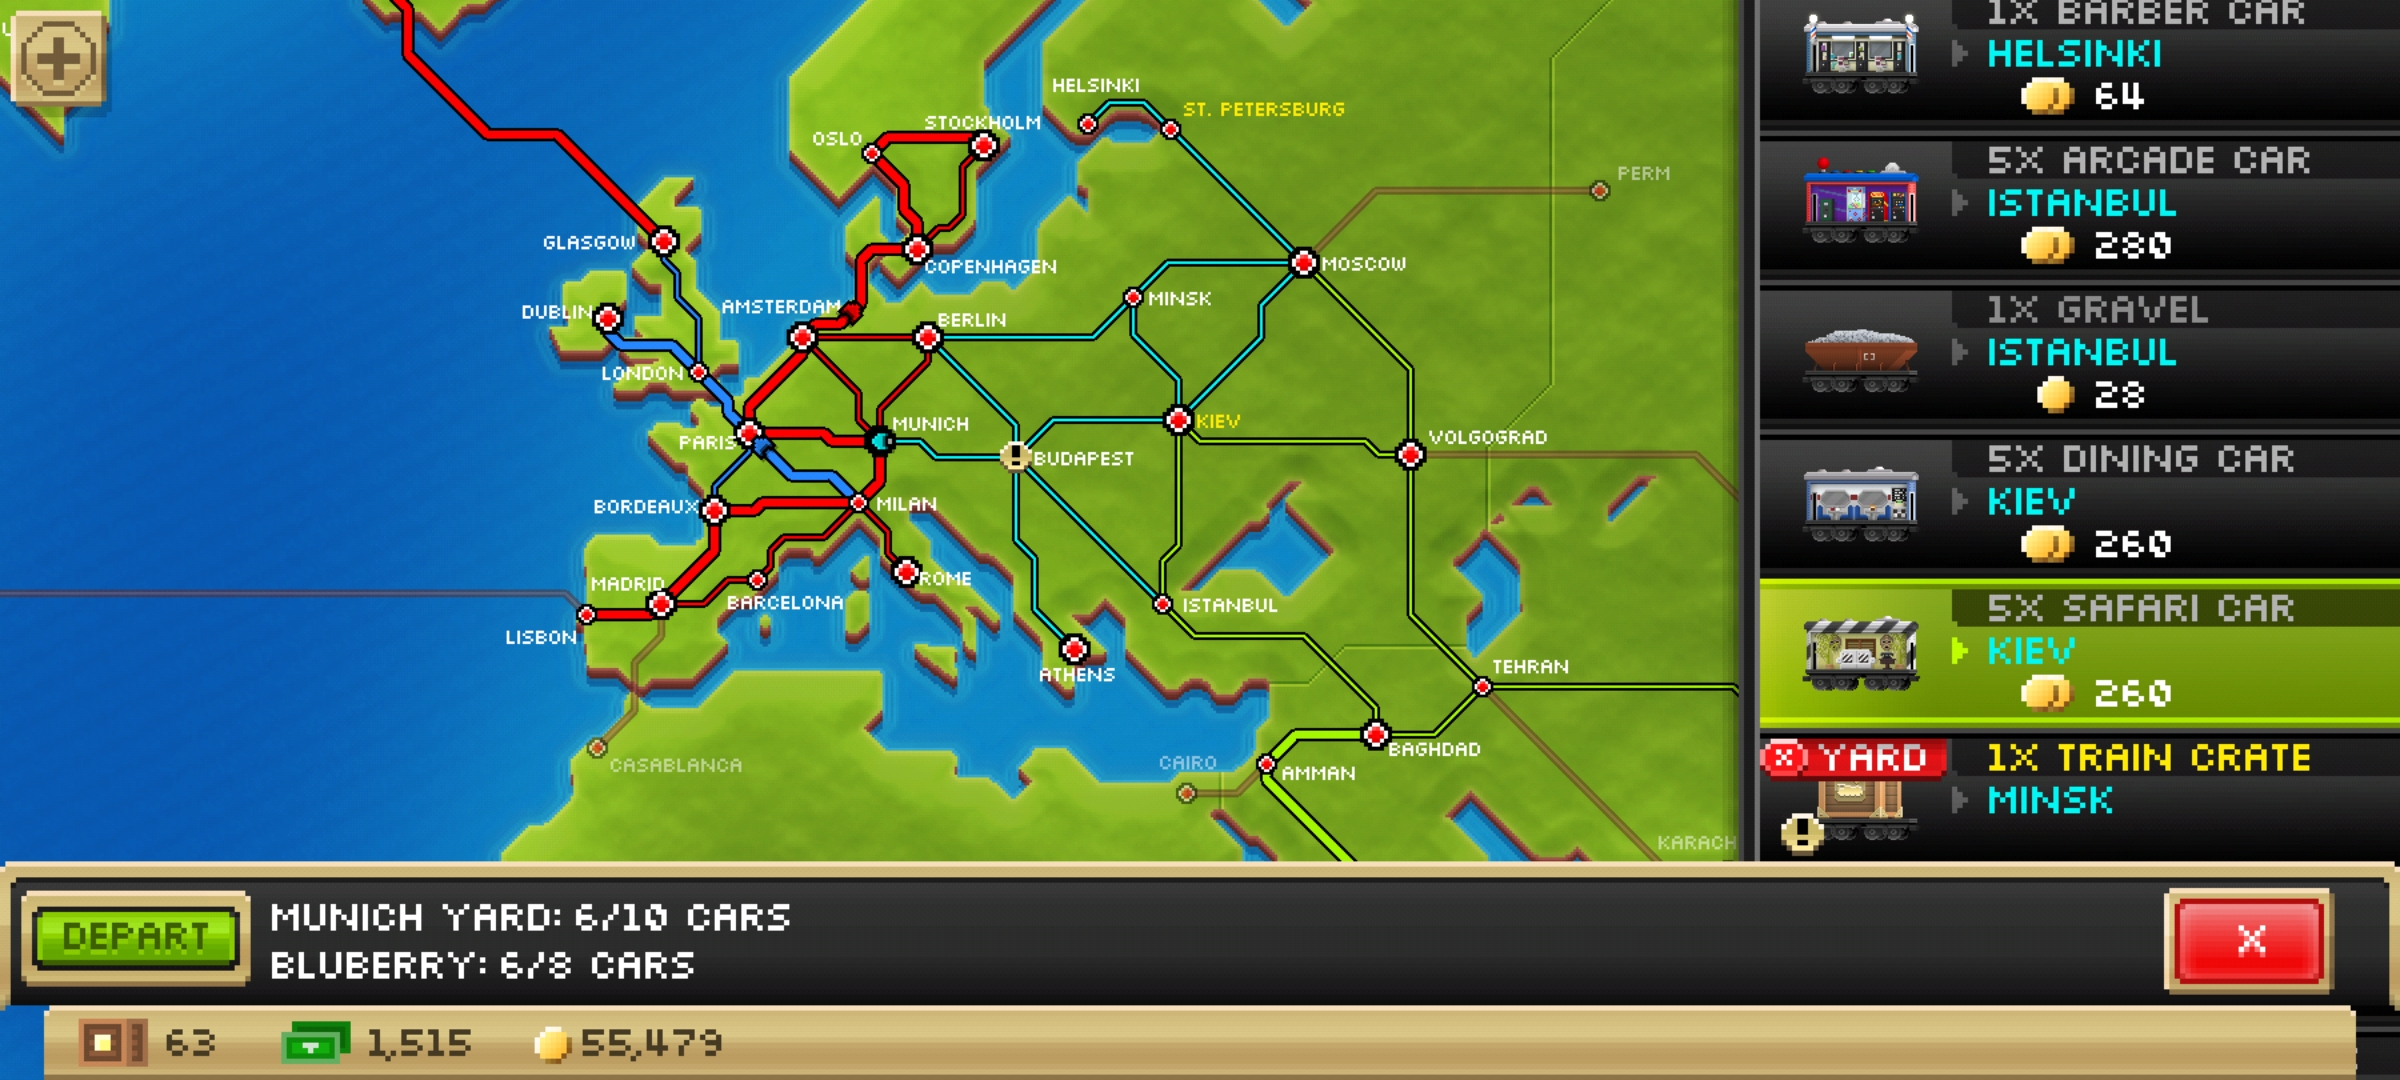 HELSINKI
ST. PETERSBURG
STOCKHOLM
OSLO
PERM
GLASGOW
COPENHAGEN
MOSCOW
DUBLIN
AMSTERDAM
MINSK
BERLIN
LONDON
MUNICH
KIEV
PARIS
VOLGOGRAD
BUDAPEST
BORDEAUX
MILAN
MADRID
ROME
BARCELONA
ISTANBUL
LISBON
ATHENS
TEHRAN
CASABLANCA
CAIRO
BAGHDAD
AMMAN
KARACH
1X BARBER CAR
HELSINKI
64
5X ARCADE CAR
ISTANBUL
280
1X GRAVEL
ISTANBUL
28
5X DINING CAR
KIEV
260
5X SAFARI CAR
KIEV
260
X YARD
1X TRAIN CRATE
MINSK
!
DEPART
MUNICH YARD: 6/10 CARS
BLUBERRY: 6/8 CARS
X
63
1,515
55,479